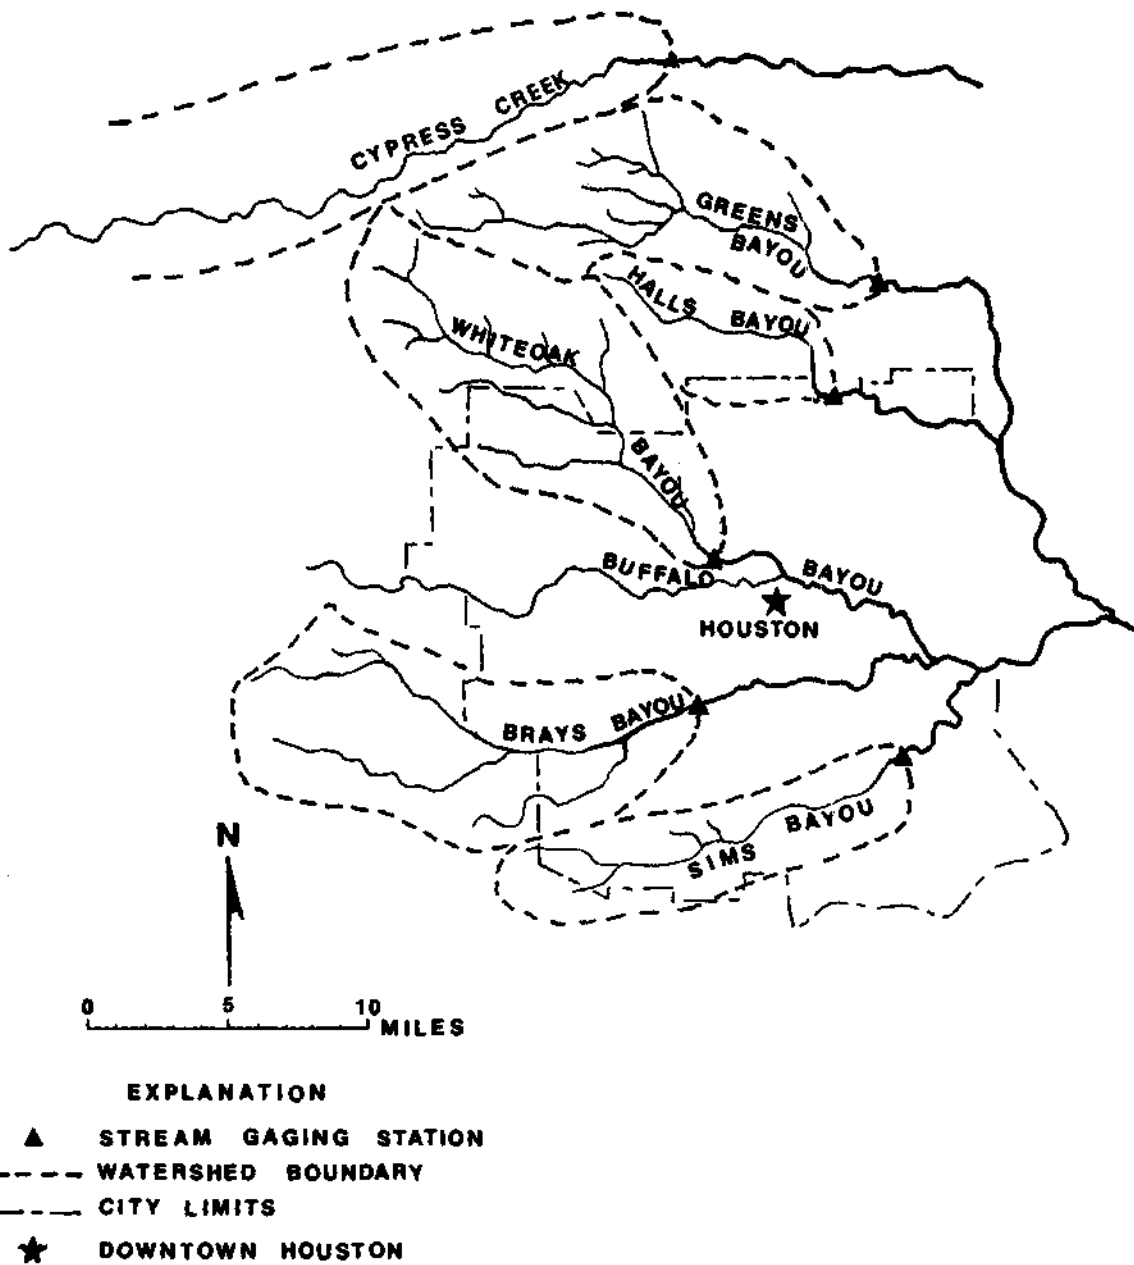 CYPRESS CREEK
GREENS
BAYOU
HALLS BAYOU
WHITEOAK
BAYOU
BUFFALO BAYOU
HOUSTON
BRAYS BAYOU
SIMS BAYOU
N
0 5 10
MILES
EXPLANATION
STREAM GAGING STATION
WATERSHED BOUNDARY
CITY LIMITS
DOWNTOWN HOUSTON